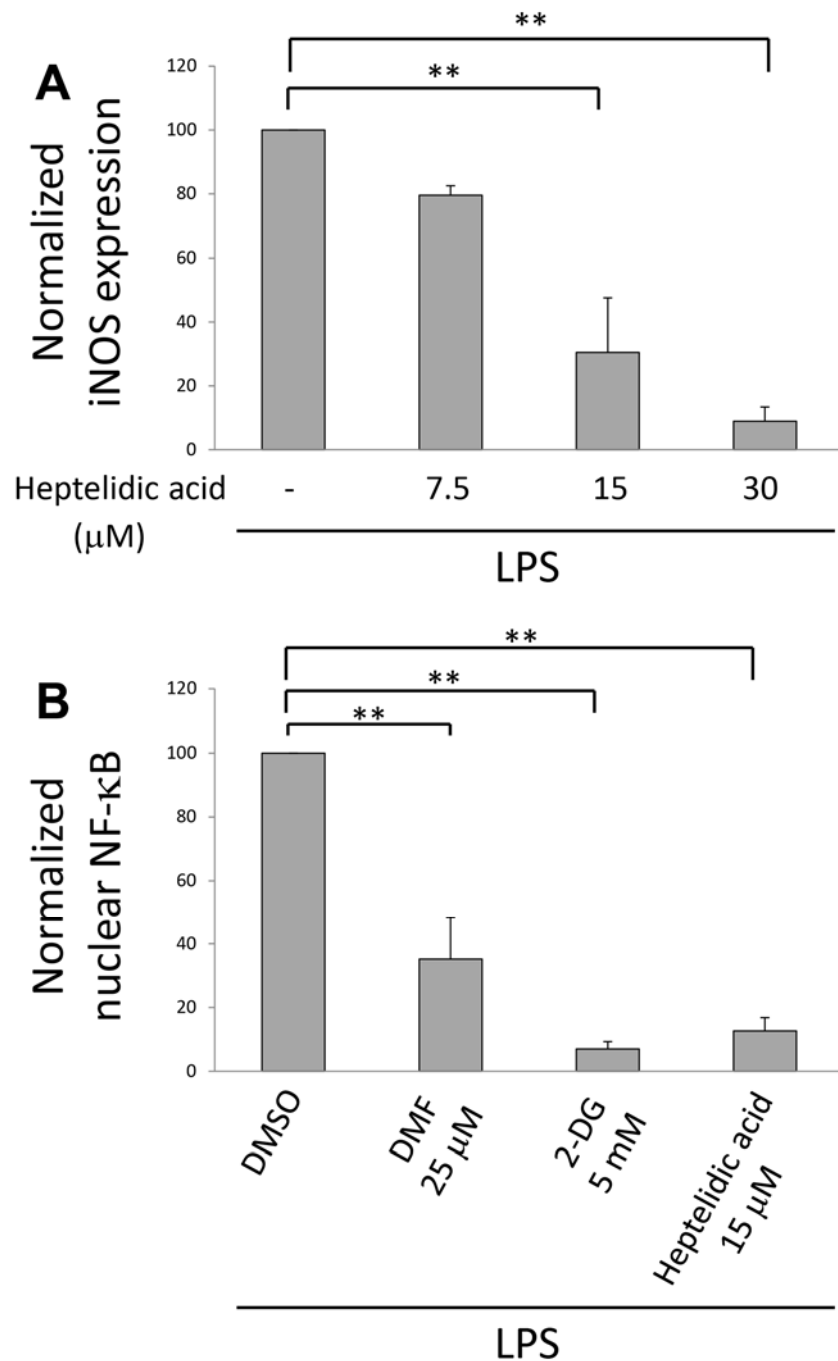 **
**
A
Normalized
iNOS expression
120
100
80
60
40
20
0
Heptelidic acid - 7.5 15 30
(μM)
LPS
**
**
**
B
Normalized
nuclear NF-κB
120
100
80
60
40
20
0
DMSO
DMF
25 μM
2-DG
5 mM
Heptelidic acid
15 μM
LPS